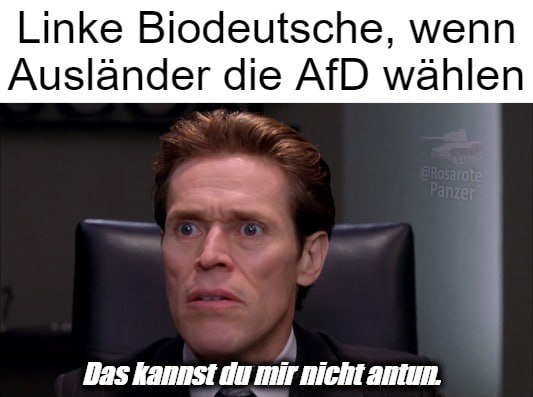 Linke Biodeutsche, wenn
Ausländer die AfD wählen
@Rosarote
Panzer
Das kannst du mir nicht antun.